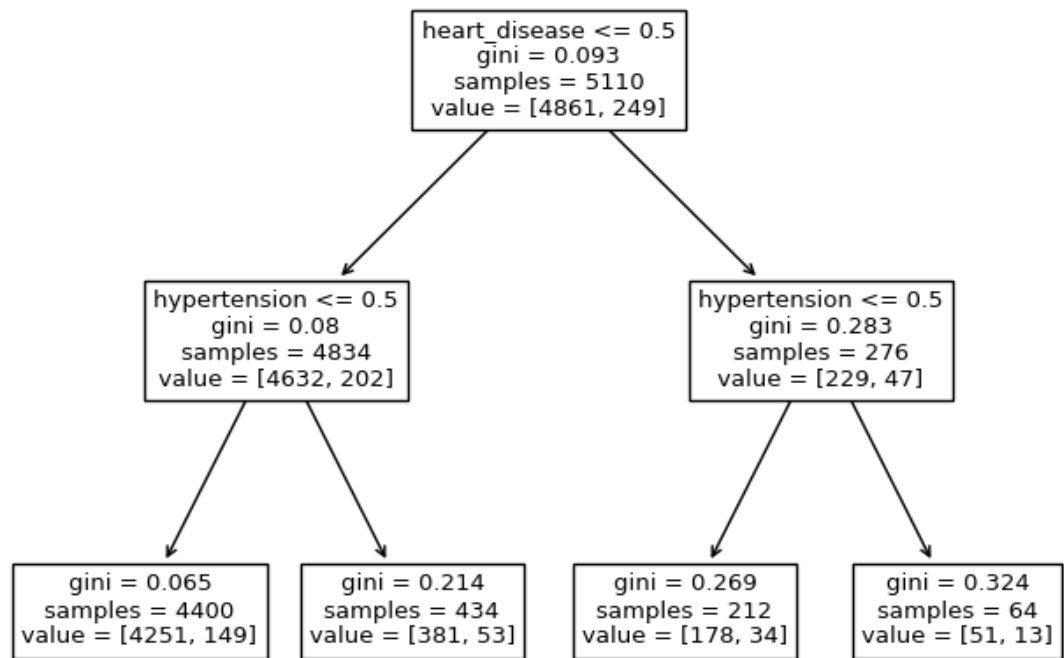 heart_disease <= 0.5
gini = 0.093
samples = 5110
value = [4861, 249]
hypertension <= 0.5
gini = 0.08
samples = 4834
value = [4632, 202]
hypertension <= 0.5
gini = 0.283
samples = 276
value = [229, 47]
gini = 0.065
samples = 4400
value = [4251, 149]
gini = 0.214
samples = 434
value = [381, 53]
gini = 0.269
samples = 212
value = [178, 34]
gini = 0.324
samples = 64
value = [51, 13]